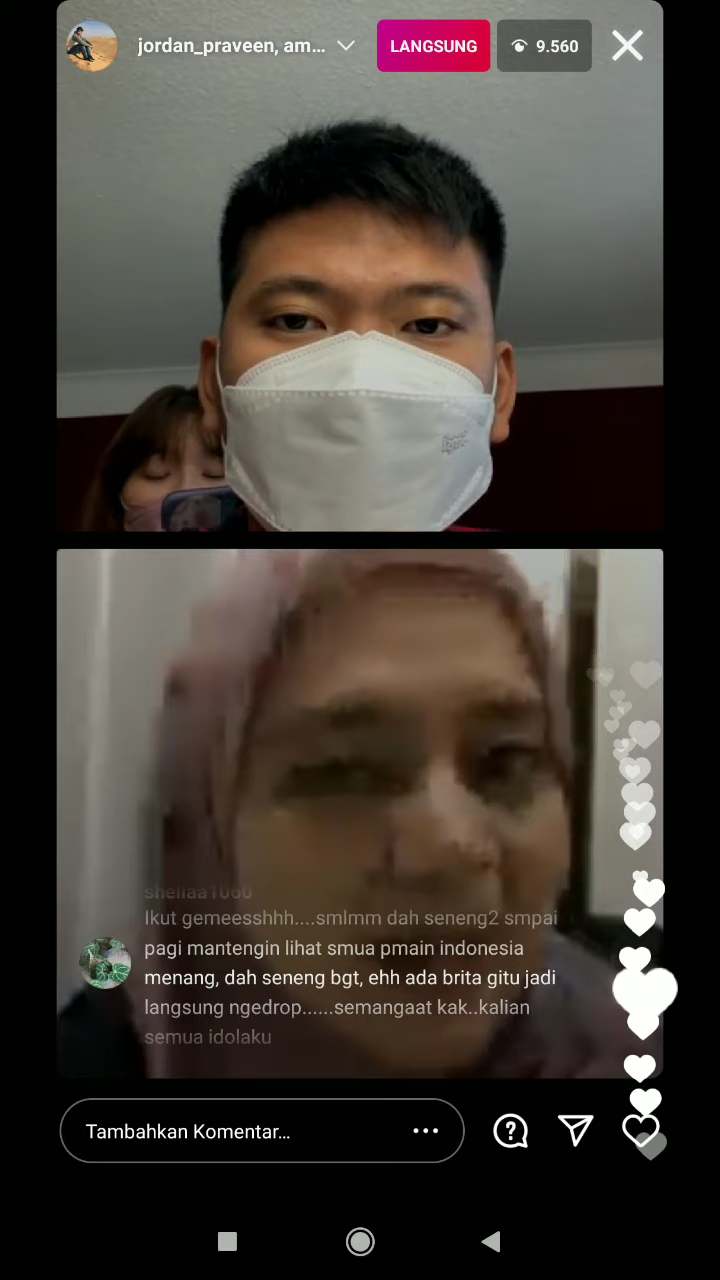 jordan_praveen, am...
LANGSUNG
9.560
shellaa1060
Ikut gemeesshhh....smlmm dah seneng2 smpai
pagi mantengin lihat smua pmain indonesia
menang, dah seneng bgt, ehh ada brita gitu jadi
langsung ngedrop......semangaat kak..kalian
semua idolaku
Tambahkan Komentar...